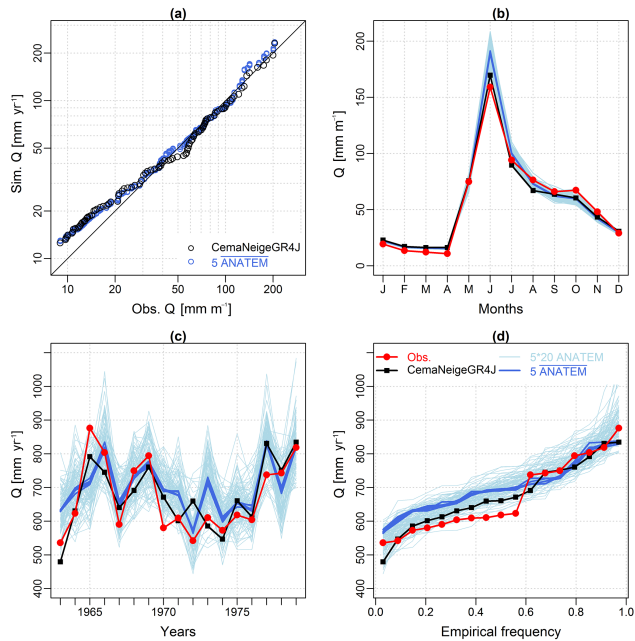 (a)
Sim. Q [mm yr⁻¹]
200
100
50
20
10
CemaNeigeGR4J
5 ANATEM
10 20 50 100 200
Obs. Q [mm m⁻¹]
(b)
Q [mm m⁻¹]
200
150
100
50
0
J F M A M J J A S O N D
Months
(c)
Q [mm yr⁻¹]
1000
900
800
700
600
500
400
1965 1970 1975
Years
(d)
Obs. 5*20 ANATEM
CemaNeigeGR4J 5 ANATEM
Q [mm yr⁻¹]
1000
900
800
700
600
500
400
0.0 0.2 0.4 0.6 0.8 1.0
Empirical frequency